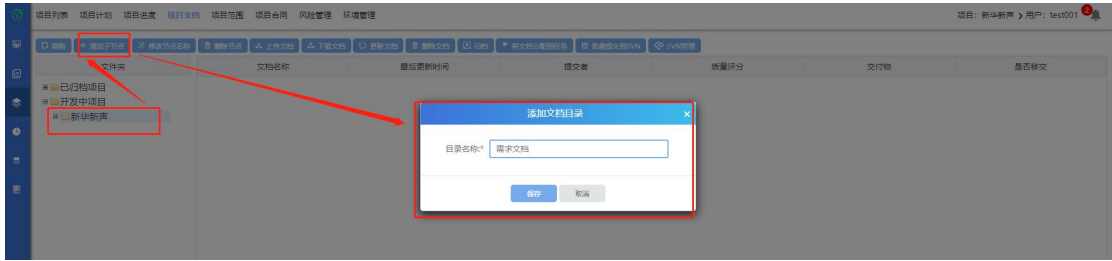 项目列表 项目计划 项目进度 项目文档 项目范围 项目合同 风险管理 环境管理 项目：新华新声 > 用户：test001 2
刷新 增加子节点 修改节点名称 删除节点 上传文档 下载文档 更新文档 删除文档 归档 将文档分配到任务 批量提交到SVN SVN管理
文件夹 文档名称 最后更新时间 提交者 质量评分 交付物 是否移交
已归档项目
开发中项目
新华新声
添加文档目录 ×
目录名称:* 需求文档
保存 取消